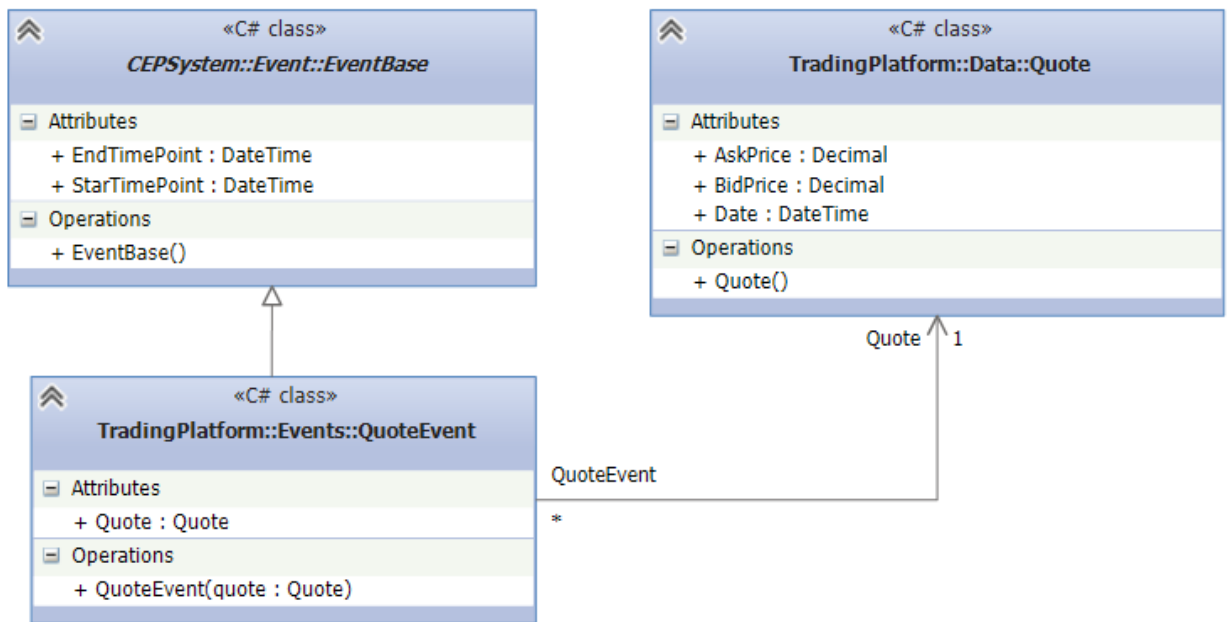 «C# class»
CEPSystem::Event::EventBase
Attributes
+ EndTimePoint : DateTime
+ StarTimePoint : DateTime
Operations
+ EventBase()
«C# class»
TradingPlatform::Data::Quote
Attributes
+ AskPrice : Decimal
+ BidPrice : Decimal
+ Date : DateTime
Operations
+ Quote()
Quote 1
«C# class»
TradingPlatform::Events::QuoteEvent
Attributes
+ Quote : Quote
Operations
+ QuoteEvent(quote : Quote)
QuoteEvent
*